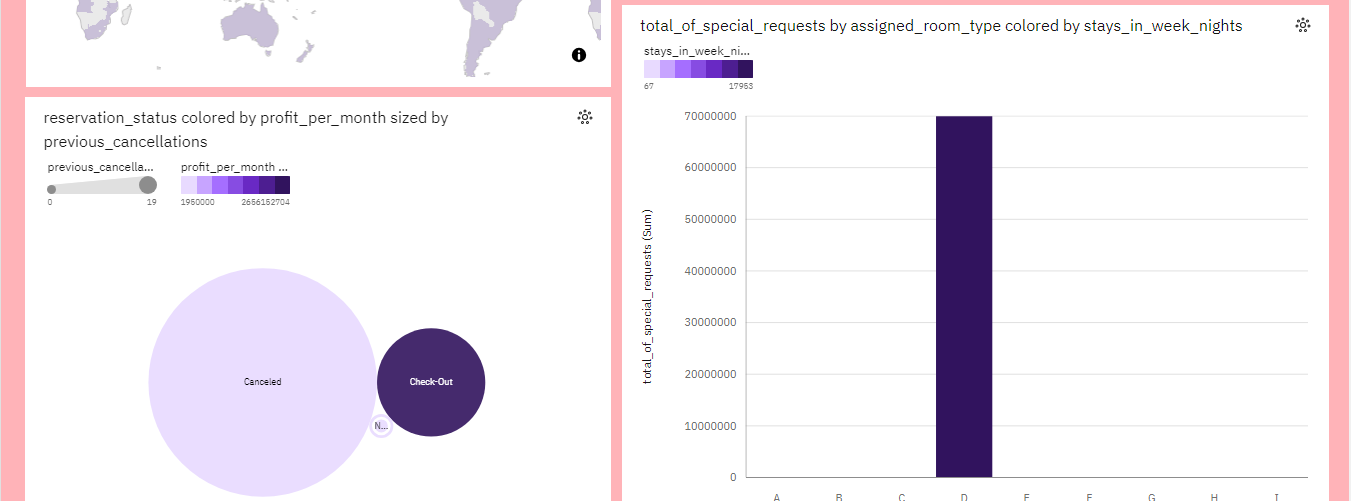 total_of_special_requests by assigned_room_type colored by stays_in_week_nights
stays_in_week_ni...
67 17953
reservation_status colored by profit_per_month sized by
previous_cancellations
previous_cancella... profit_per_month ...
0 19 1950000 2656152704
Canceled
Check-Out
N...
total_of_special_requests (Sum)
70000000
60000000
50000000
40000000
30000000
20000000
10000000
0
A B C D E F G H I